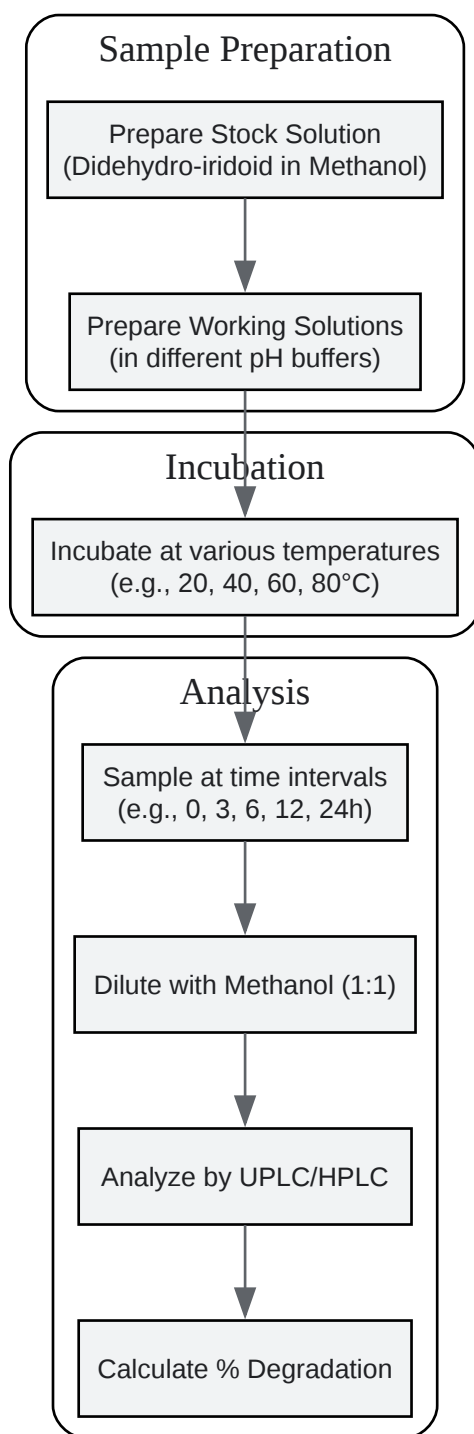 Sample Preparation
Prepare Stock Solution
(Didehydro-iridoid in Methanol)
Prepare Working Solutions
(in different pH buffers)
Incubation
Incubate at various temperatures
(e.g., 20, 40, 60, 80°C)
Analysis
Sample at time intervals
(e.g., 0, 3, 6, 12, 24h)
Dilute with Methanol (1:1)
Analyze by UPLC/HPLC
Calculate % Degradation